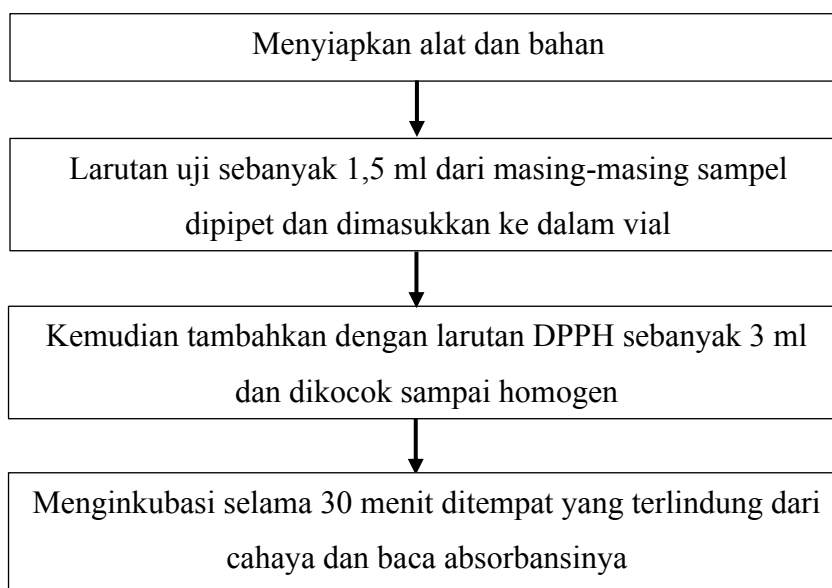 Menyiapkan alat dan bahan
Larutan uji sebanyak 1,5 ml dari masing-masing sampel
dipipet dan dimasukkan ke dalam vial
Kemudian tambahkan dengan larutan DPPH sebanyak 3 ml
dan dikocok sampai homogen
Menginkubasi selama 30 menit ditempat yang terlindung dari
cahaya dan baca absorbansinya